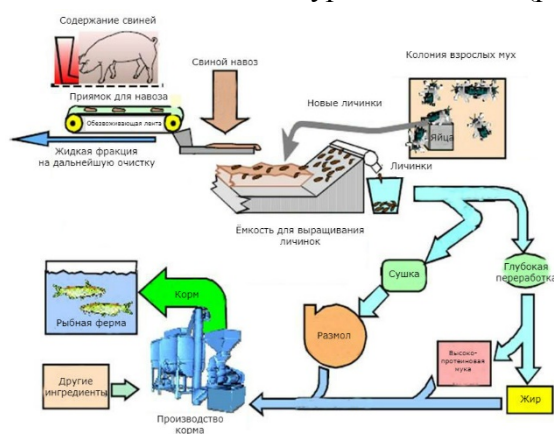 Содержание свиней
Приямок для навоза
Обезвоживающая лента
Жидкая фракция
на дальнейшую очистку
Свиной навоз
Новые личинки
Колония взрослых мух
Яйца
Личинки
Ёмкость для выращивания
личинок
Сушка
Глубокая
переработка
Размол
Высоко-
протеиновая
мука
Жир
Корм
Рыбная ферма
Другие
ингредиенты
Производство
корма